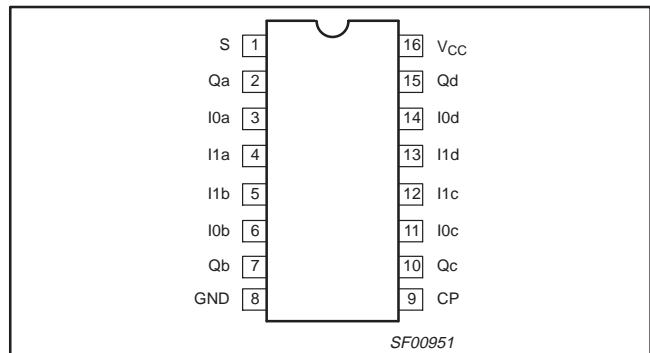 S 1 16 VCC
Qa 2 15 Qd
I0a 3 14 I0d
I1a 4 13 I1d
I1b 5 12 I1c
I0b 6 11 I0c
Qb 7 10 Qc
GND 8 9 CP
SF00951